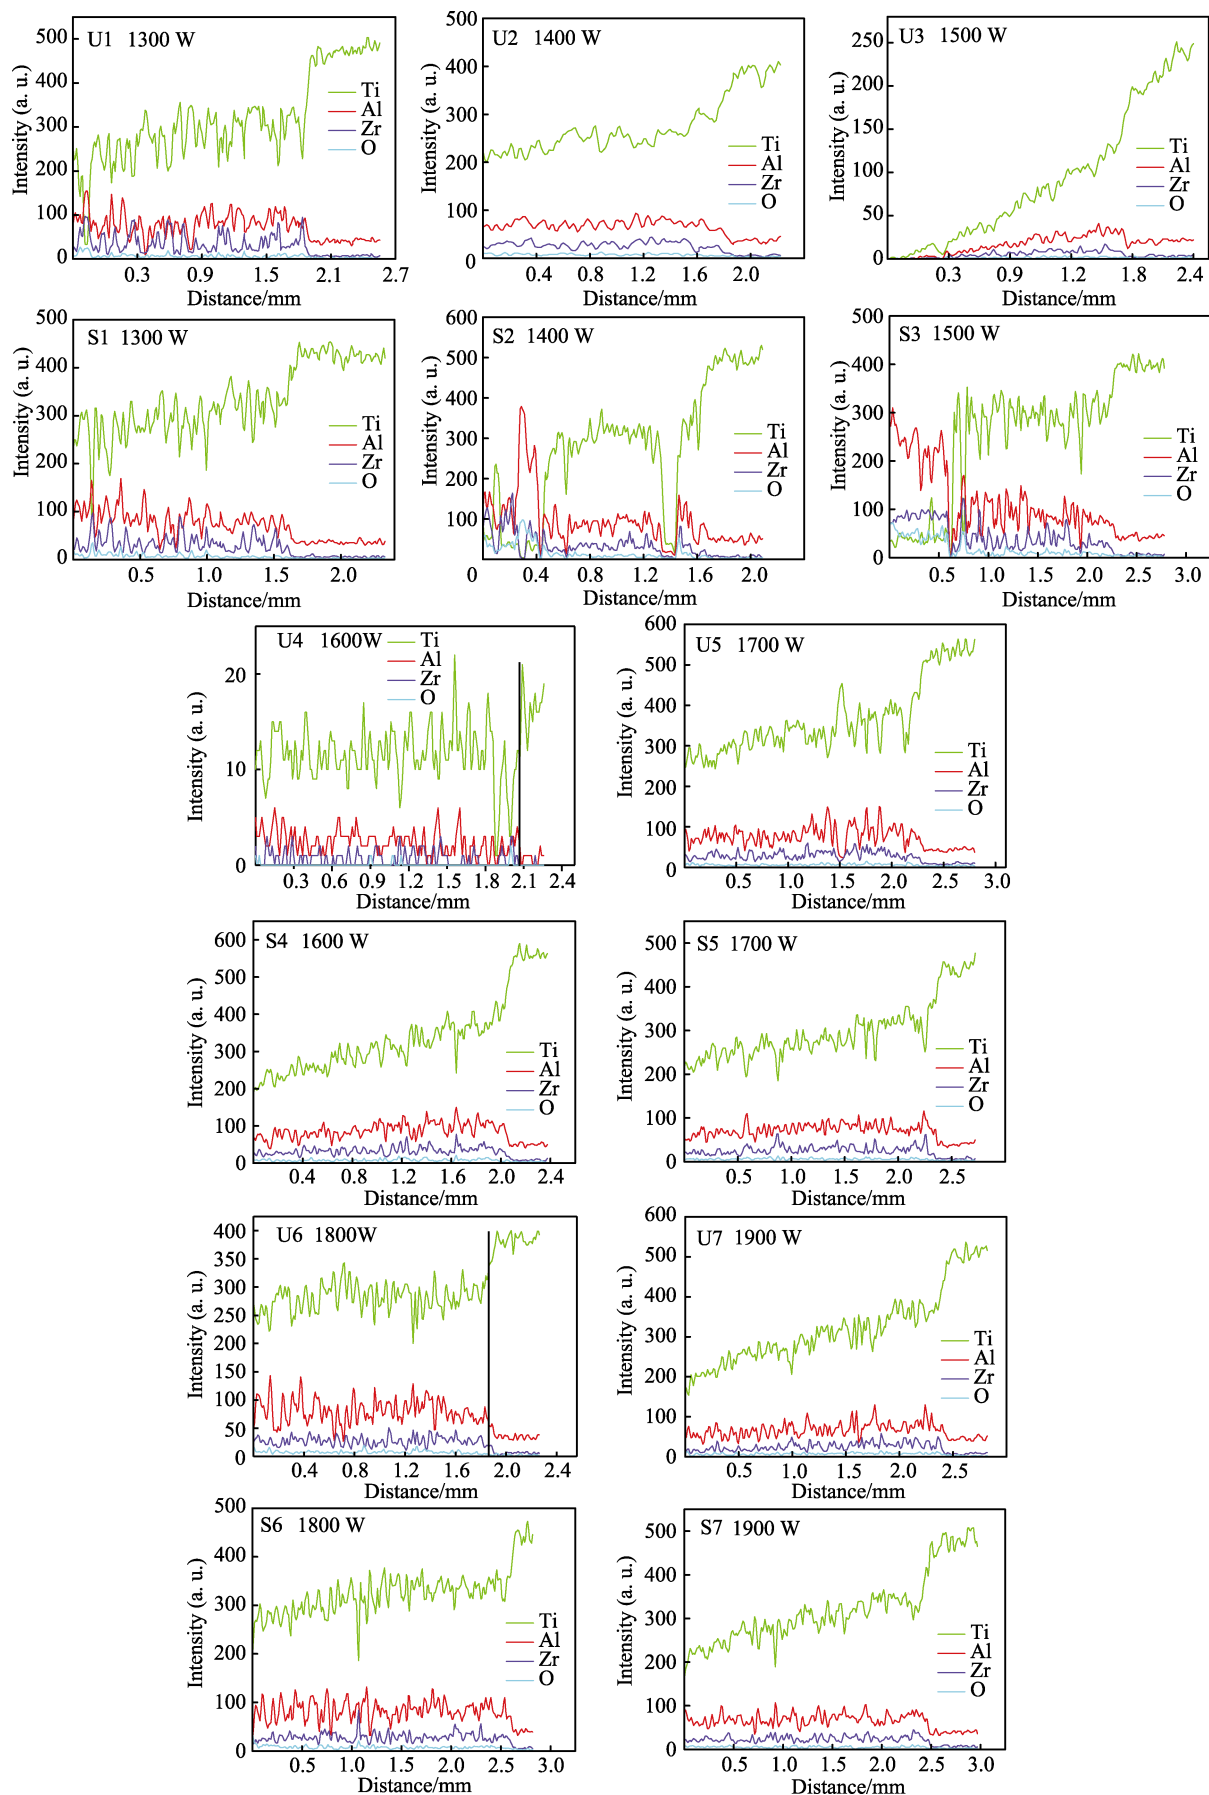 U1 1300 W
Intensity (a. u.)
500
400
300
200
100
0
Ti
Al
Zr
O
0.3 0.9 1.5 2.1 2.7
Distance/mm
U2 1400 W
Intensity (a. u.)
500
400
300
200
100
0
Ti
Al
Zr
O
0.4 0.8 1.2 1.6 2.0
Distance/mm
U3 1500 W
Intensity (a. u.)
250
200
150
100
50
0
Ti
Al
Zr
O
0.3 0.9 1.2 1.8 2.4
Distance/mm
S1 1300 W
Intensity (a. u.)
500
400
300
200
100
0
Ti
Al
Zr
O
0.5 1.0 1.5 2.0
Distance/mm
S2 1400 W
Intensity (a. u.)
600
500
400
300
200
100
0
Ti
Al
Zr
O
0 0.4 0.8 1.2 1.6 2.0
Distance/mm
S3 1500 W
Intensity (a. u.)
500
400
300
200
100
0
Ti
Al
Zr
O
0.5 1.0 1.5 2.0 2.5 3.0
Distance/mm
U4 1600W
Intensity (a. u.)
20
10
0
Ti
Al
Zr
O
0.3 0.6 0.9 1.2 1.5 1.8 2.1 2.4
Distance/mm
U5 1700 W
Intensity (a. u.)
600
500
400
300
200
100
0
Ti
Al
Zr
O
0.5 1.0 1.5 2.0 2.5 3.0
Distance/mm
S4 1600 W
Intensity (a. u.)
600
500
400
300
200
100
0
Ti
Al
Zr
O
0.4 0.8 1.2 1.6 2.0 2.4
Distance/mm
S5 1700 W
Intensity (a. u.)
500
400
300
200
100
0
Ti
Al
Zr
O
0.5 1.0 1.5 2.0 2.5
Distance/mm
U6 1800W
Intensity (a. u.)
400
350
300
250
200
150
100
50
0
Ti
Al
Zr
O
0.4 0.8 1.2 1.6 2.0 2.4
Distance/mm
U7 1900 W
Intensity (a. u.)
600
500
400
300
200
100
0
Ti
Al
Zr
O
0.5 1.0 1.5 2.0 2.5
Distance/mm
S6 1800 W
Intensity (a. u.)
500
400
300
200
100
0
Ti
Al
Zr
O
0.5 1.0 1.5 2.0 2.5 3.0
Distance/mm
S7 1900 W
Intensity (a. u.)
500
400
300
200
100
0
Ti
Al
Zr
O
0.5 1.0 1.5 2.0 2.5 3.0
Distance/mm